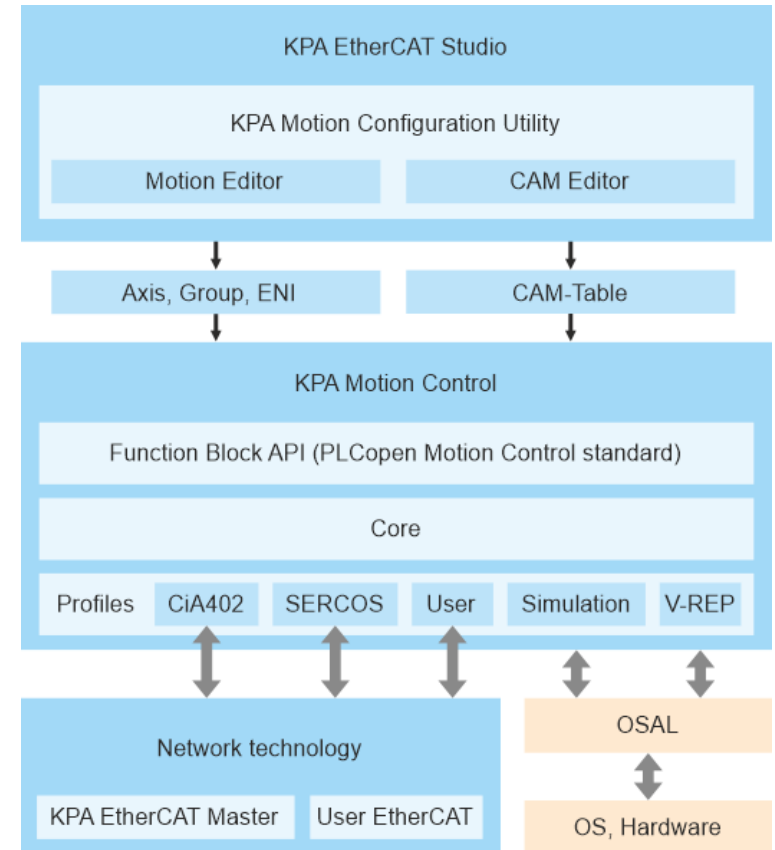 KPA EtherCAT Studio
KPA Motion Configuration Utility
Motion Editor
CAM Editor
Axis, Group, ENI
CAM-Table
KPA Motion Control
Function Block API (PLCopen Motion Control standard)
Core
Profiles
CiA402
SERCOS
User
Simulation
V-REP
Network technology
KPA EtherCAT Master
User EtherCAT
OSAL
OS, Hardware